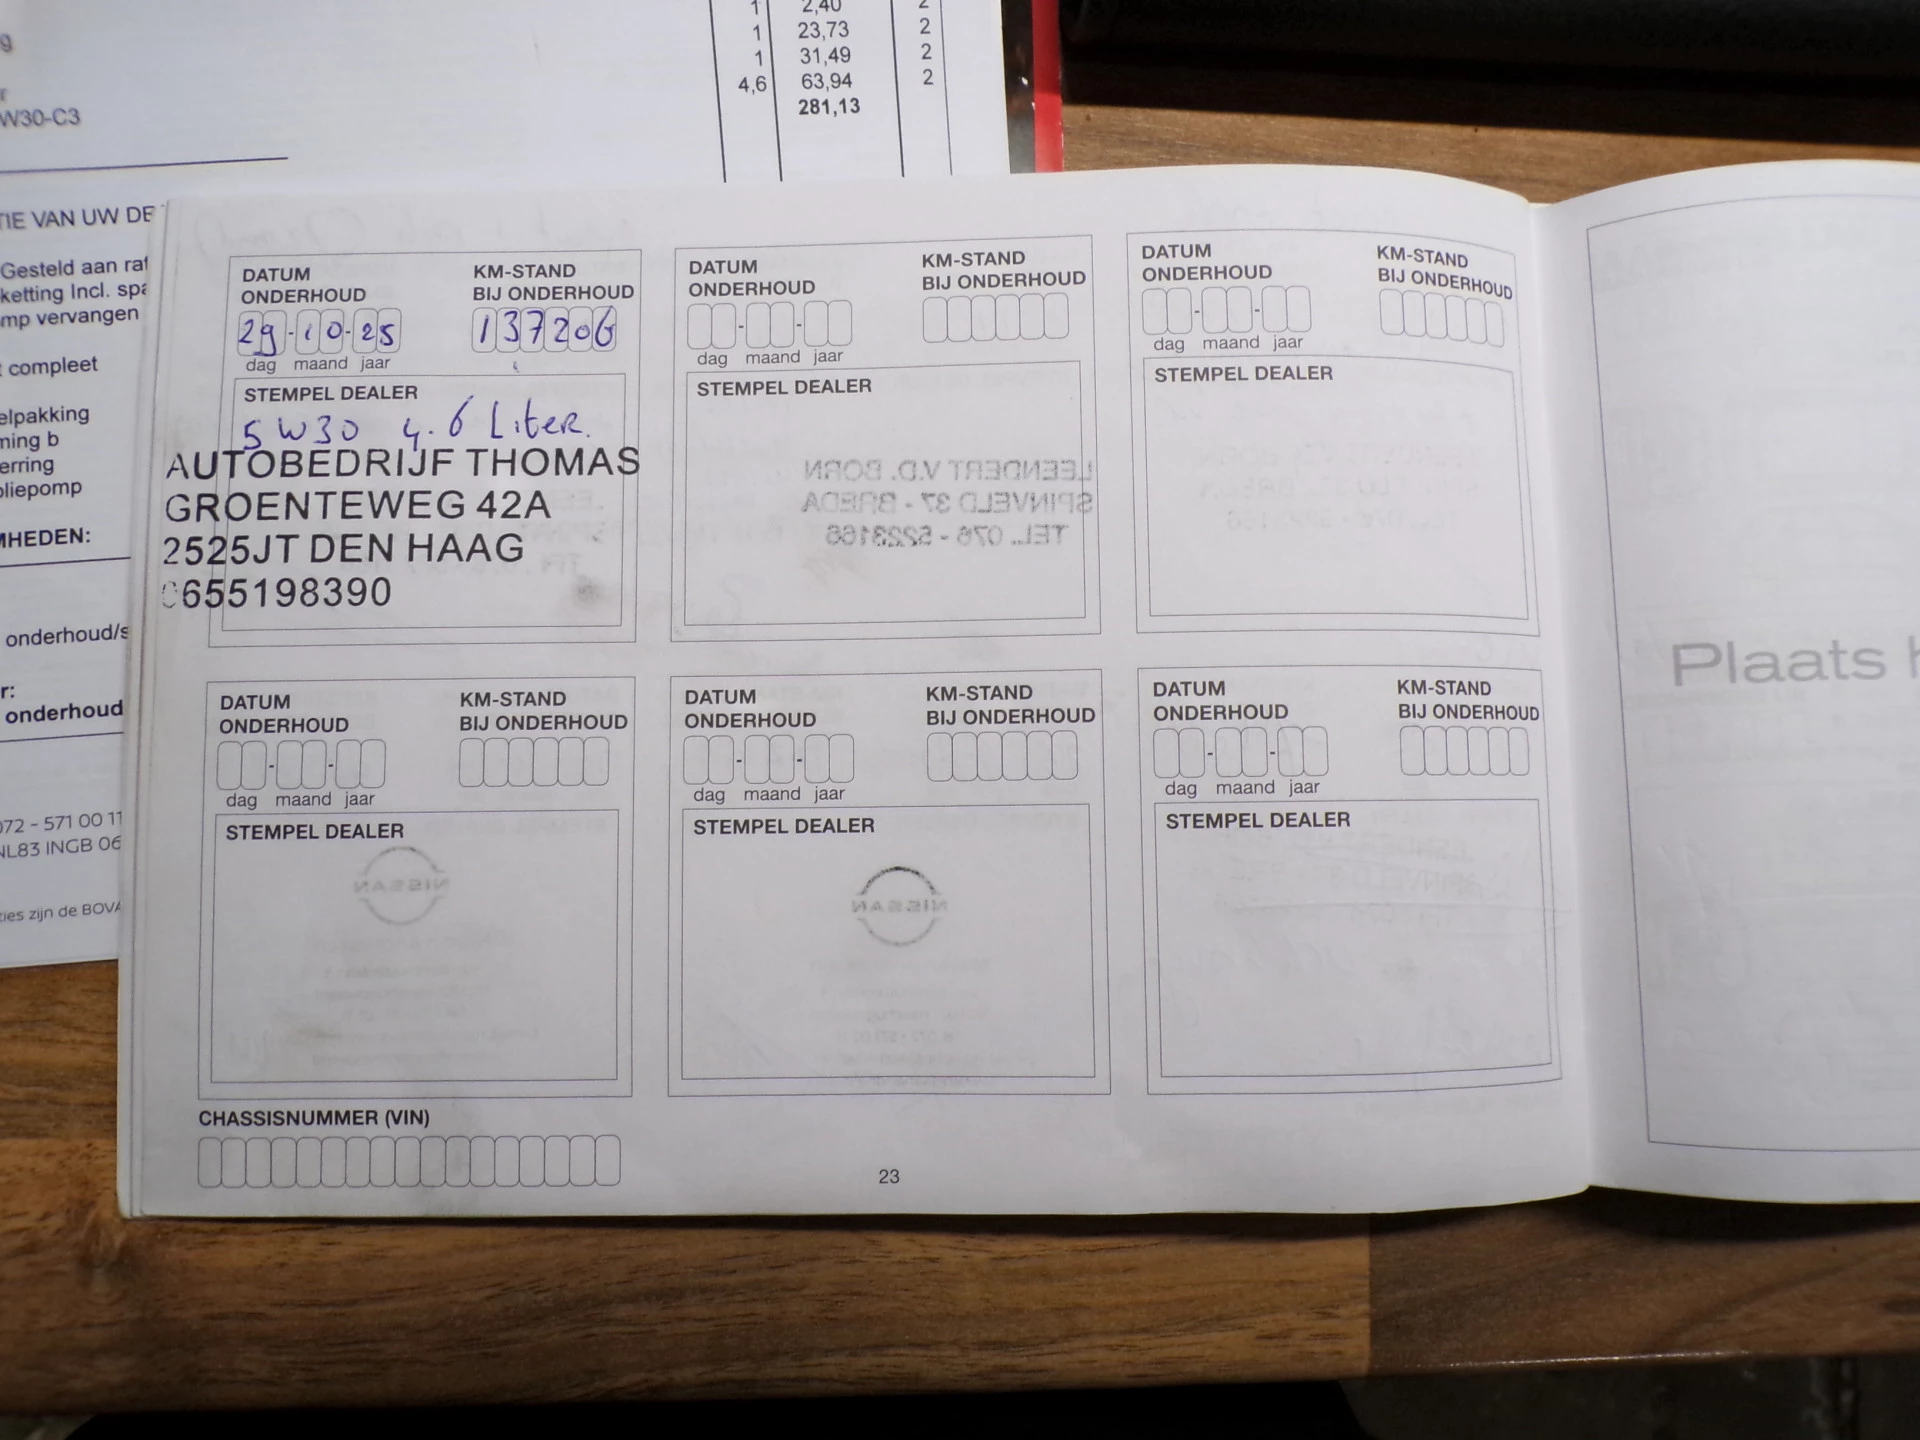 1 2,40 2
1 23,73 2
1 31,49 2
4,6 63,94 2
281,13
W30-C3
TIE VAN UW DE
Gesteld aan raf
ketting Incl. spa
mp vervangen
compleet
elpakking
ming b
erring
oliepomp
MHEDEN:
onderhoud/s
r:
onderhoud
072 - 571 00 11
NL83 INGB 06
ties zijn de BOVA
DATUM ONDERHOUD
KM-STAND BIJ ONDERHOUD
29-10-25
137206
dag maand jaar
STEMPEL DEALER
5W30 4.6 Liter.
AUTOBEDRIJF THOMAS
GROENTEWEG 42A
2525JT DEN HAAG
0655198390
DATUM ONDERHOUD
KM-STAND BIJ ONDERHOUD
dag maand jaar
STEMPEL DEALER
LEENDERT V.D. BORN
SPINVELD 37 - BREDA
TEL. 076 - 5223166
DATUM ONDERHOUD
KM-STAND BIJ ONDERHOUD
dag maand jaar
STEMPEL DEALER
DATUM ONDERHOUD
KM-STAND BIJ ONDERHOUD
dag maand jaar
STEMPEL DEALER
NISSAN
DATUM ONDERHOUD
KM-STAND BIJ ONDERHOUD
dag maand jaar
STEMPEL DEALER
NISSAN
DATUM ONDERHOUD
KM-STAND BIJ ONDERHOUD
dag maand jaar
STEMPEL DEALER
CHASSISNUMMER (VIN)
23
Plaats